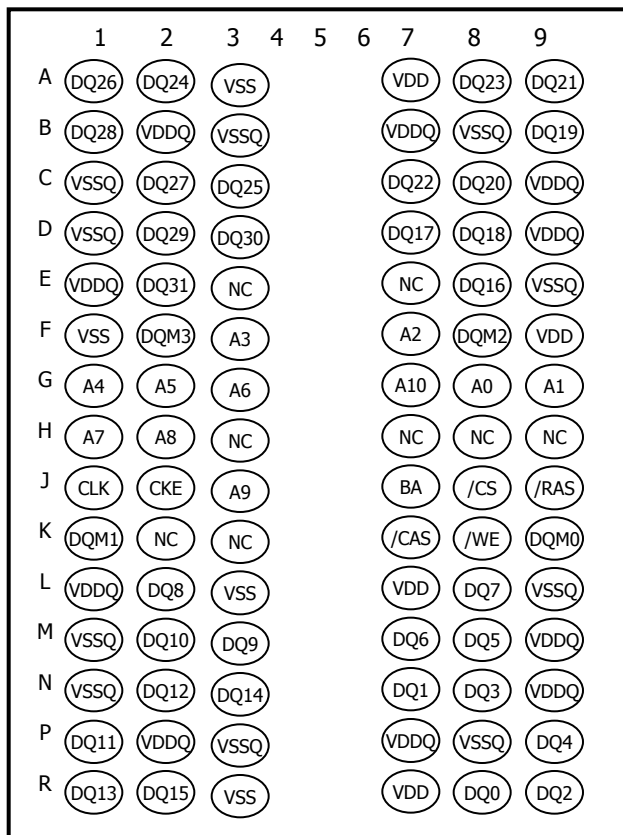 1 2 3 4 5 6 7 8 9
A DQ26 DQ24 VSS VDD DQ23 DQ21
B DQ28 VDDQ VSSQ VDDQ VSSQ DQ19
C VSSQ DQ27 DQ25 DQ22 DQ20 VDDQ
D VSSQ DQ29 DQ30 DQ17 DQ18 VDDQ
E VDDQ DQ31 NC NC DQ16 VSSQ
F VSS DQM3 A3 A2 DQM2 VDD
G A4 A5 A6 A10 A0 A1
H A7 A8 NC NC NC NC
J CLK CKE A9 BA /CS /RAS
K DQM1 NC NC /CAS /WE DQM0
L VDDQ DQ8 VSS VDD DQ7 VSSQ
M VSSQ DQ10 DQ9 DQ6 DQ5 VDDQ
N VSSQ DQ12 DQ14 DQ1 DQ3 VDDQ
P DQ11 VDDQ VSSQ VDDQ VSSQ DQ4
R DQ13 DQ15 VSS VDD DQ0 DQ2